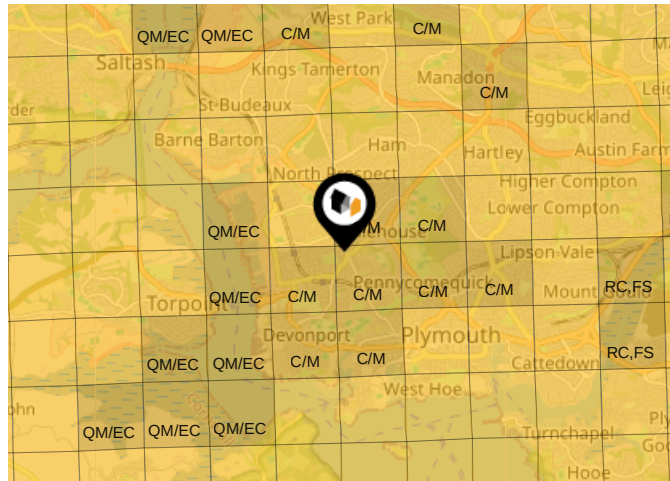 West Park
QM/EC QM/EC C/M C/M
Saltash
Kings Tamerton
Manadon
C/M
St Budeaux
Eggbuckland
Barne Barton
Ham
Hartley
Austin Farm
North Prospect
Higher Compton
Lower Compton
QM/EC C/M
Lipson Vale
Pennycomequick
Mount Gould
RC,FS
Torpoint
QM/EC C/M C/M C/M C/M
Devonport
Plymouth
RC,FS
QM/EC QM/EC C/M C/M
Cattedown
West Hoe
QM/EC QM/EC QM/EC
Turnchapel
Hooe